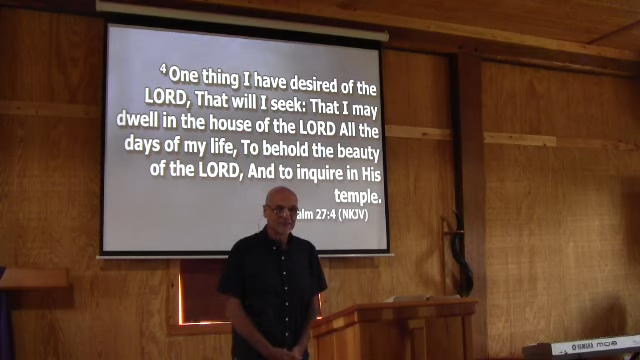 4 One thing I have desired of the
LORD, That will I seek: That I may
dwell in the house of the LORD All the
days of my life, To behold the beauty
of the LORD, And to inquire in His
temple.
alm 27:4 (NKJV)
YAMAHA MO8